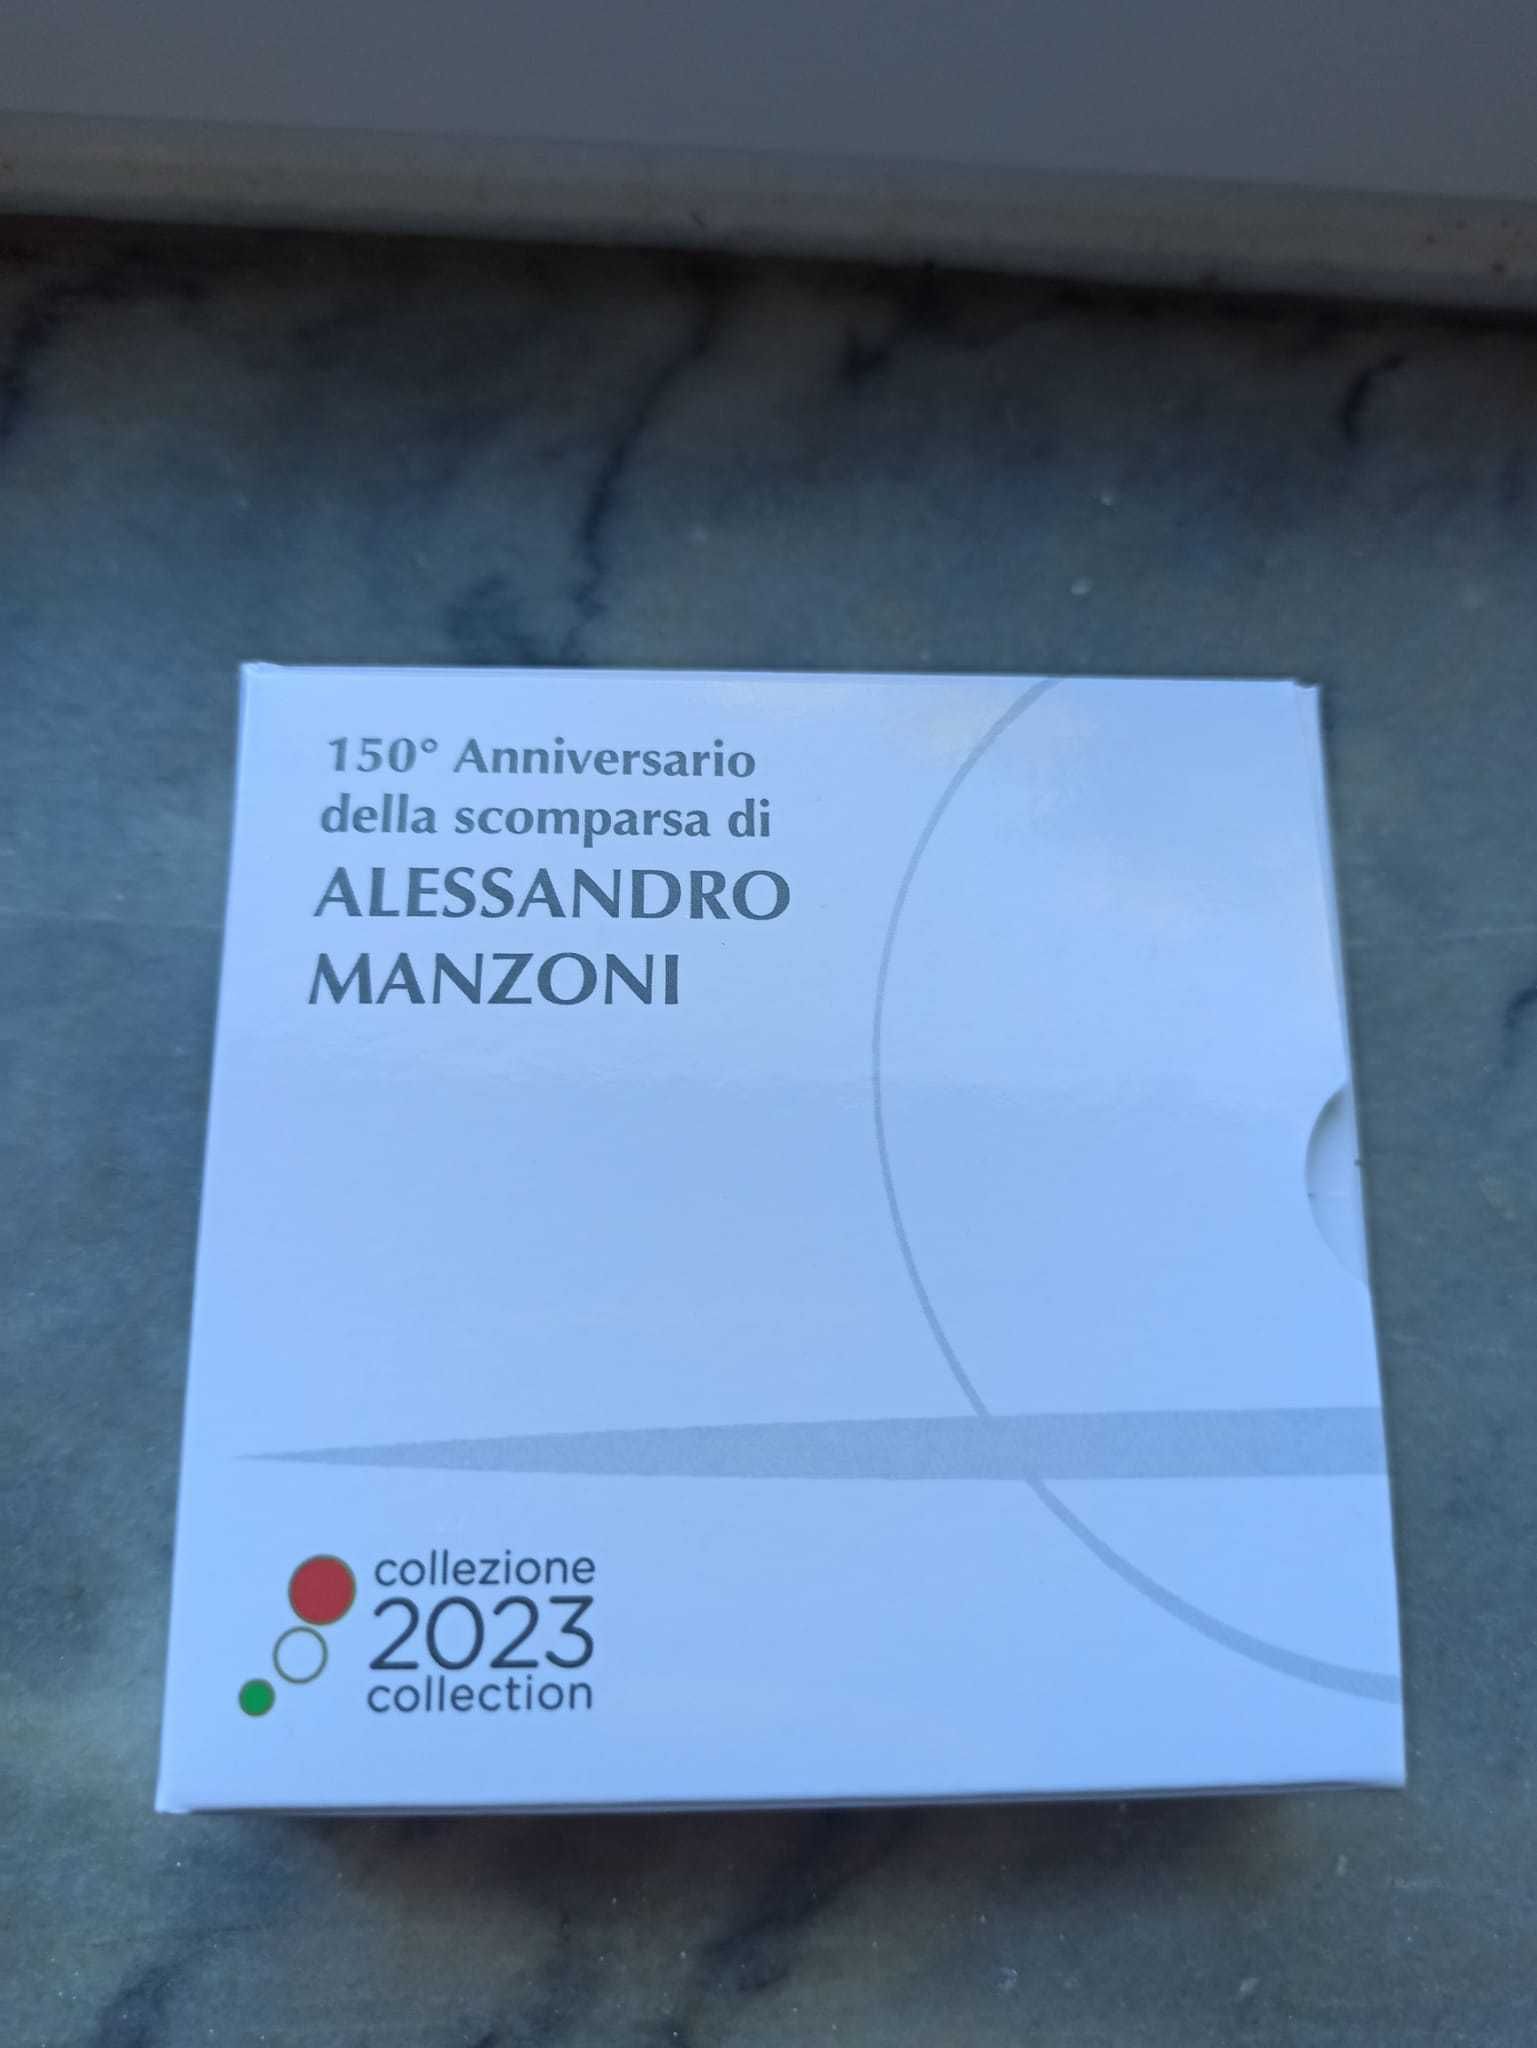 150° Anniversario
della scomparsa di
ALESSANDRO
MANZONI
collezione
2023
collection